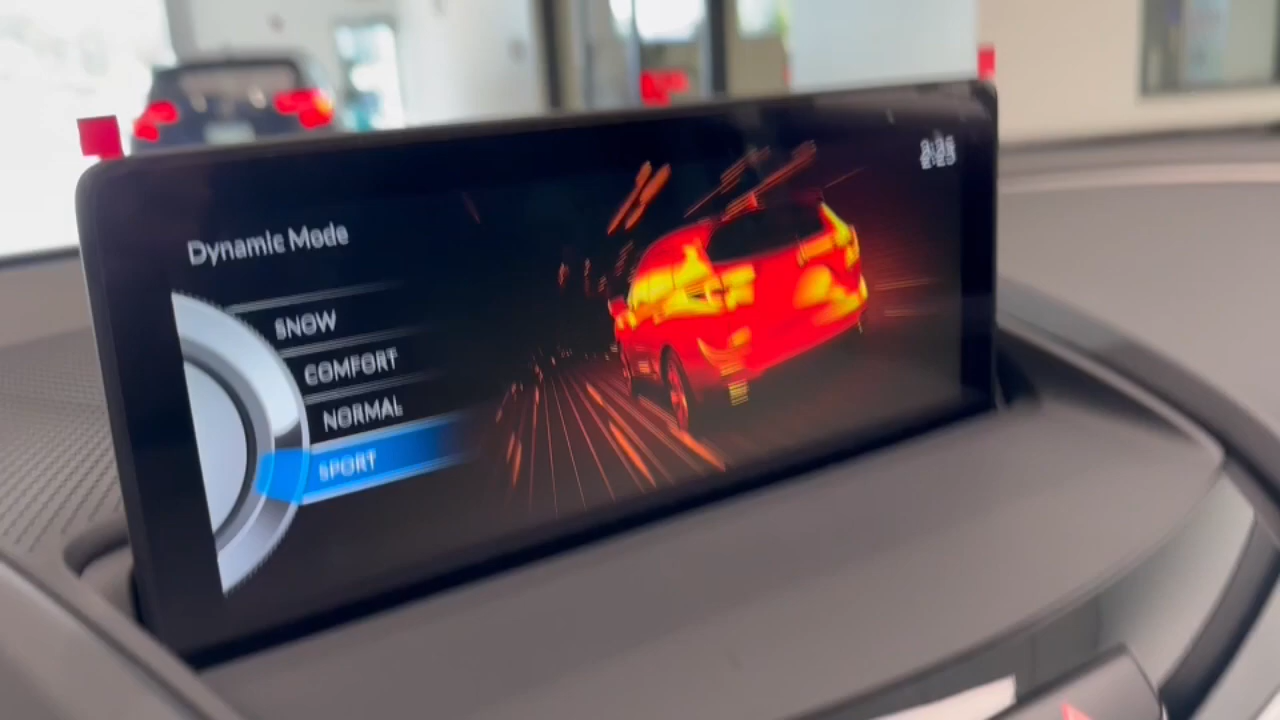 Dynamic Mode
SNOW
COMFORT
NORMAL
SPORT